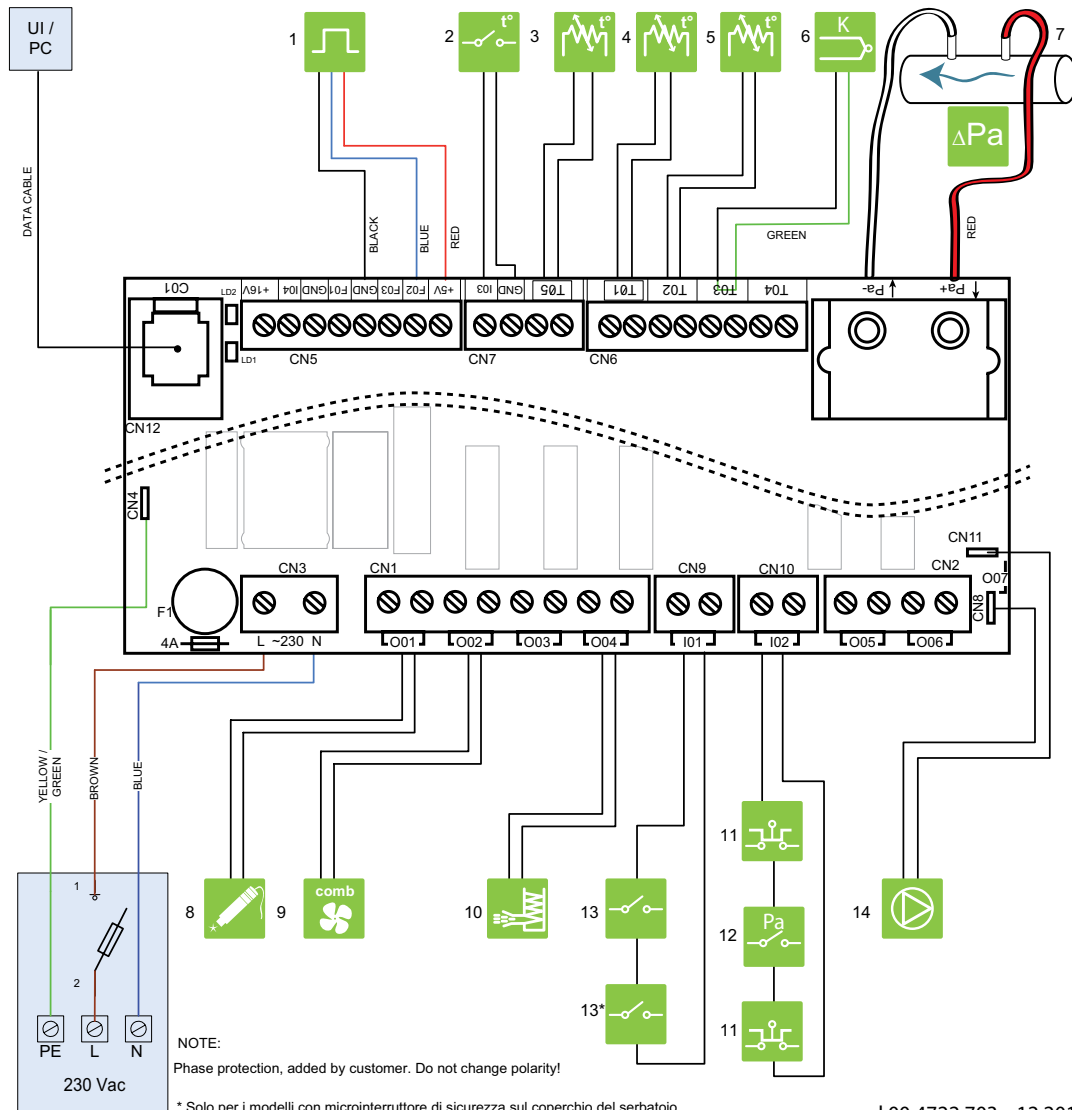 UI /
PC
1
2
t°
3
t°
4
t°
5
t°
6
K
7
ΔPa
DATA CABLE
BLACK
BLUE
RED
GREEN
RED
C01
LD2
+16V
I04
GND
F01
GND
F03
F02
+5V
I03
GND
T05
T01
T02
T03
T04
Pa-
Pa+
LD1
CN5
CN7
CN6
CN12
CN4
CN11
F1
CN3
CN1
CN9
CN10
CN2
O07
CN8
4A
L ~230 N
O01
O02
O03
O04
I01
I02
O05
O06
YELLOW /
GREEN
BROWN
BLUE
8
9
comb
10
13
13*
11
12
Pa
11
14
1
2
PE
L
N
230 Vac
NOTE:
Phase protection, added by customer. Do not change polarity!
* Solo per i modelli con microinterruttore di sicurezza sul coperchio del serbatoio